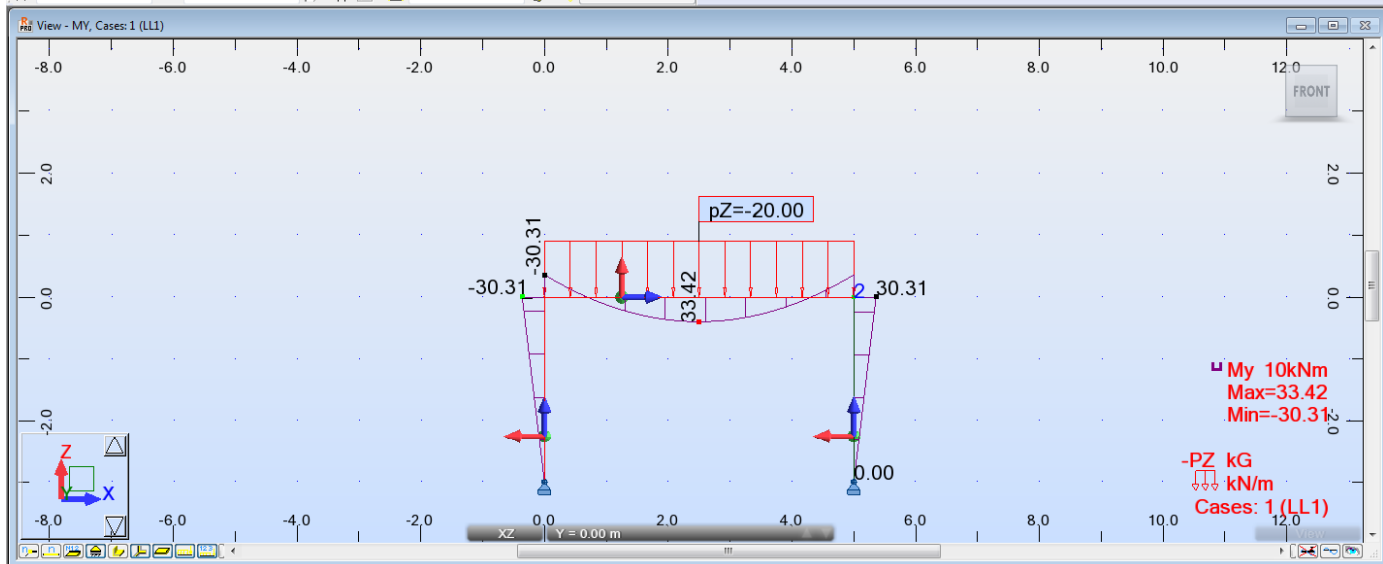 View - MY, Cases: 1 (LL1)
-8.0 -6.0 -4.0 -2.0 0.0 2.0 4.0 6.0 8.0 10.0 12.0
FRONT
2.0 2.0
pZ=-20.00
-30.31
-30.31 33.42 2 30.31
0.0 0.0
My 10kNm
Max=33.42
Min=-30.31
-2.0 -2.0
0.00
-PZ kG
kN/m
Cases: 1 (LL1)
Z
Y X
-8.0 -6.0 -4.0 -2.0 0.0 2.0 4.0 6.0 8.0 10.0 12.0
XZ Y = 0.00 m View